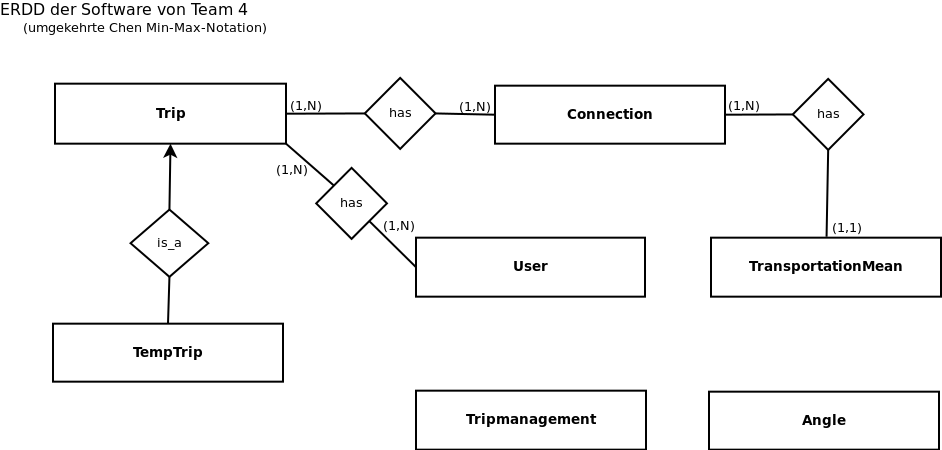 ERDD der Software von Team 4
(umgekehrte Chen Min-Max-Notation)
Trip
(1,N)
has
(1,N)
Connection
(1,N)
has
(1,N)
has
(1,N)
(1,1)
is_a
User
TransportationMean
TempTrip
Tripmanagement
Angle